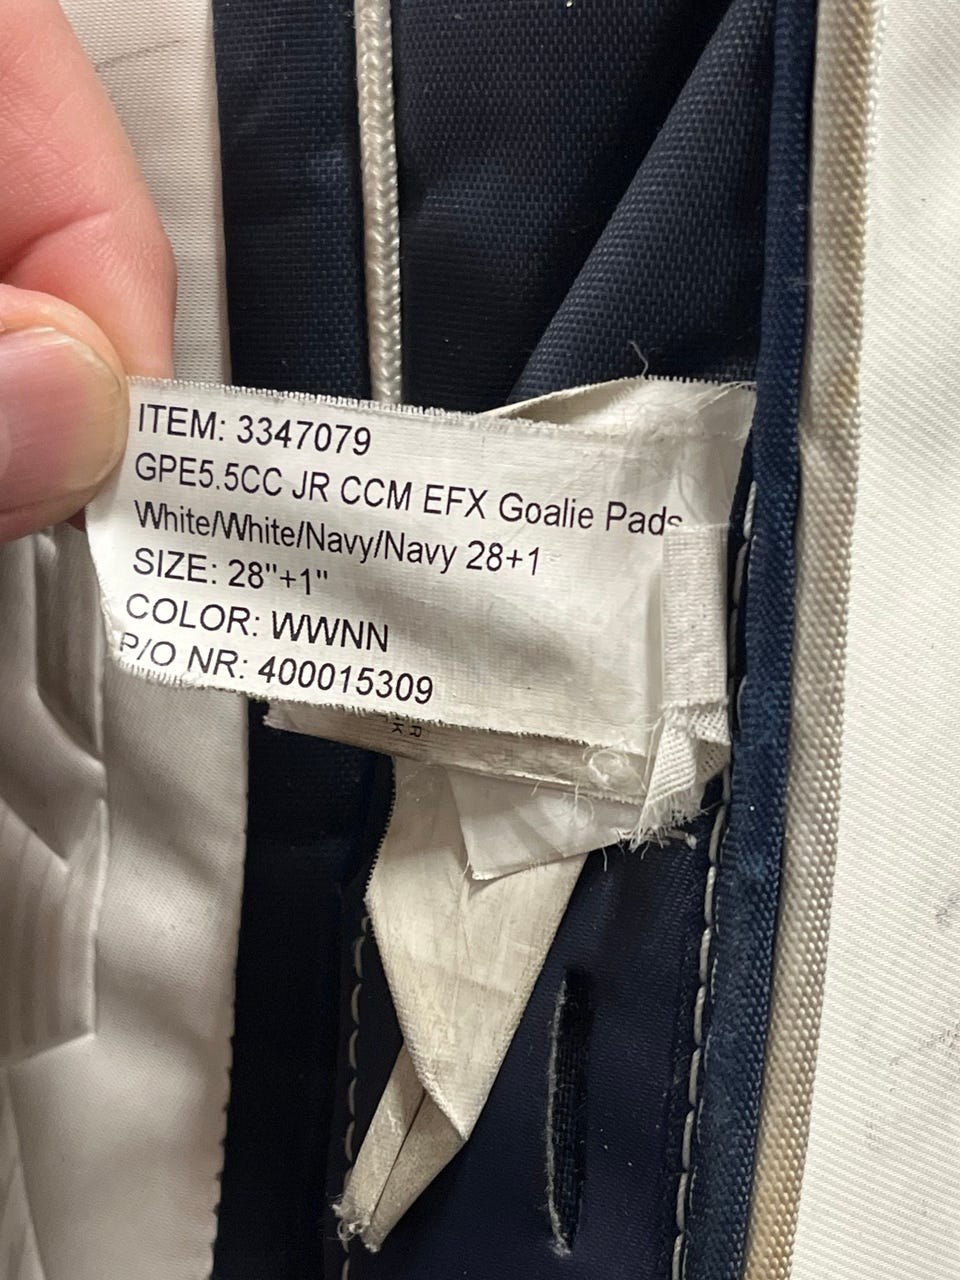 ITEM: 3347079
GPE5.5CC JR CCM EFX Goalie Pads
White/White/Navy/Navy 28+1
SIZE: 28"+1"
COLOR: WWNN
P/O NR: 400015309